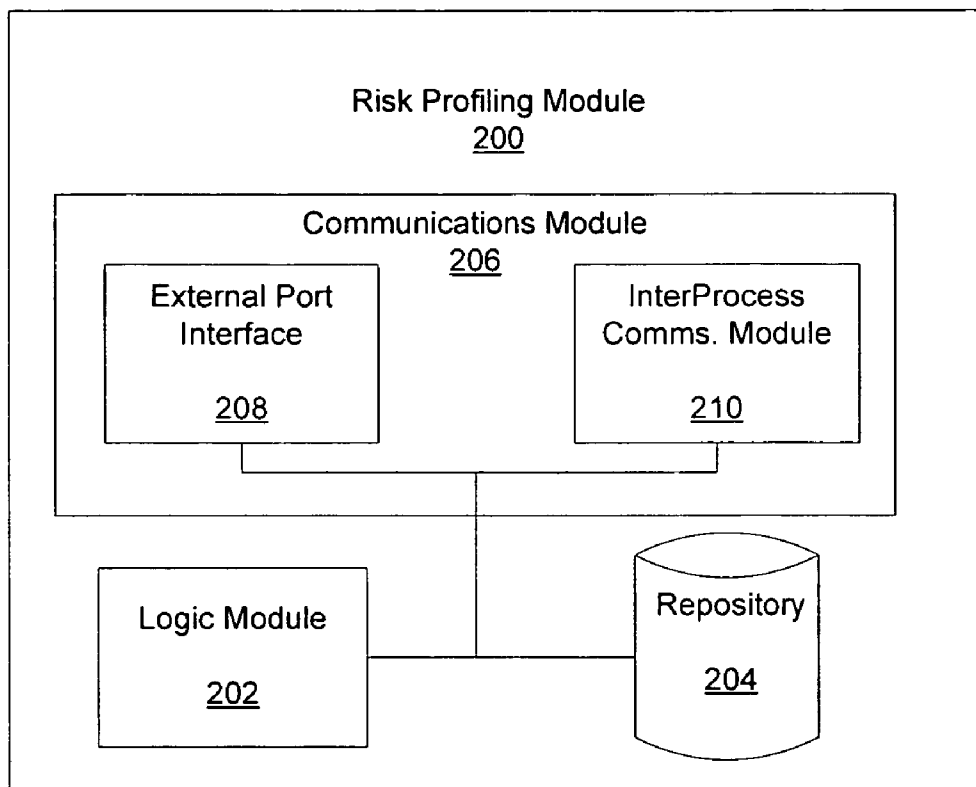 Risk Profiling Module
200
Communications Module
206
External Port
Interface
208
InterProcess
Comms. Module
210
Logic Module
202
Repository
204